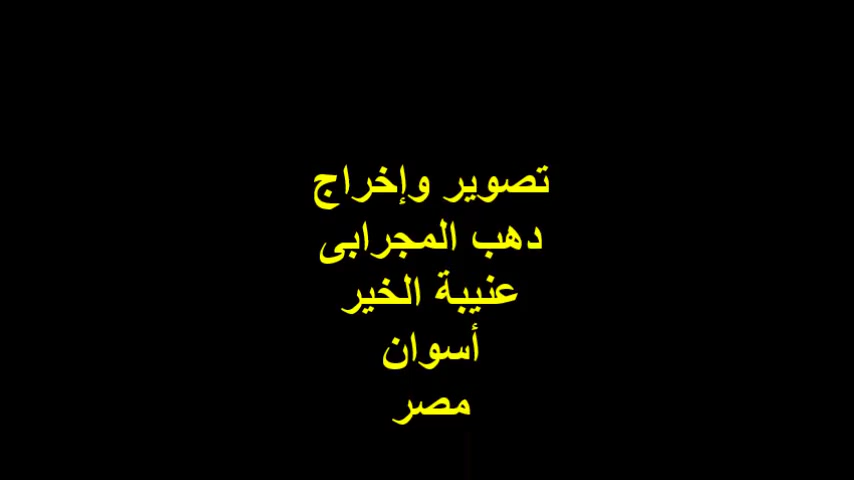 تصوير وإخراج
دهب المجرابى
عنيبة الخير
أسوان
مصر